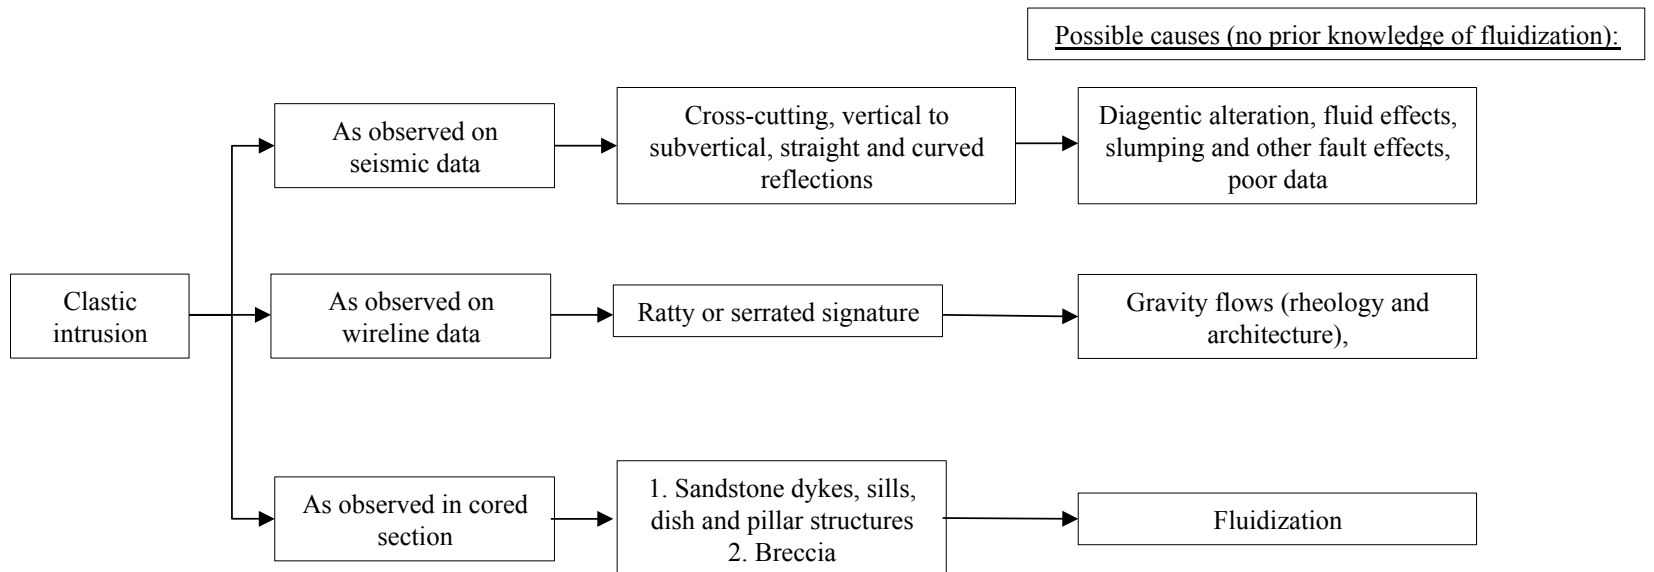 Possible causes (no prior knowledge of fluidization):
As observed on
seismic data
Cross-cutting, vertical to
subvertical, straight and curved
reflections
Diagentic alteration, fluid effects,
slumping and other fault effects,
poor data
Clastic
intrusion
As observed on
wireline data
Ratty or serrated signature
Gravity flows (rheology and
architecture),
As observed in cored
section
1. Sandstone dykes, sills,
dish and pillar structures
2. Breccia
Fluidization